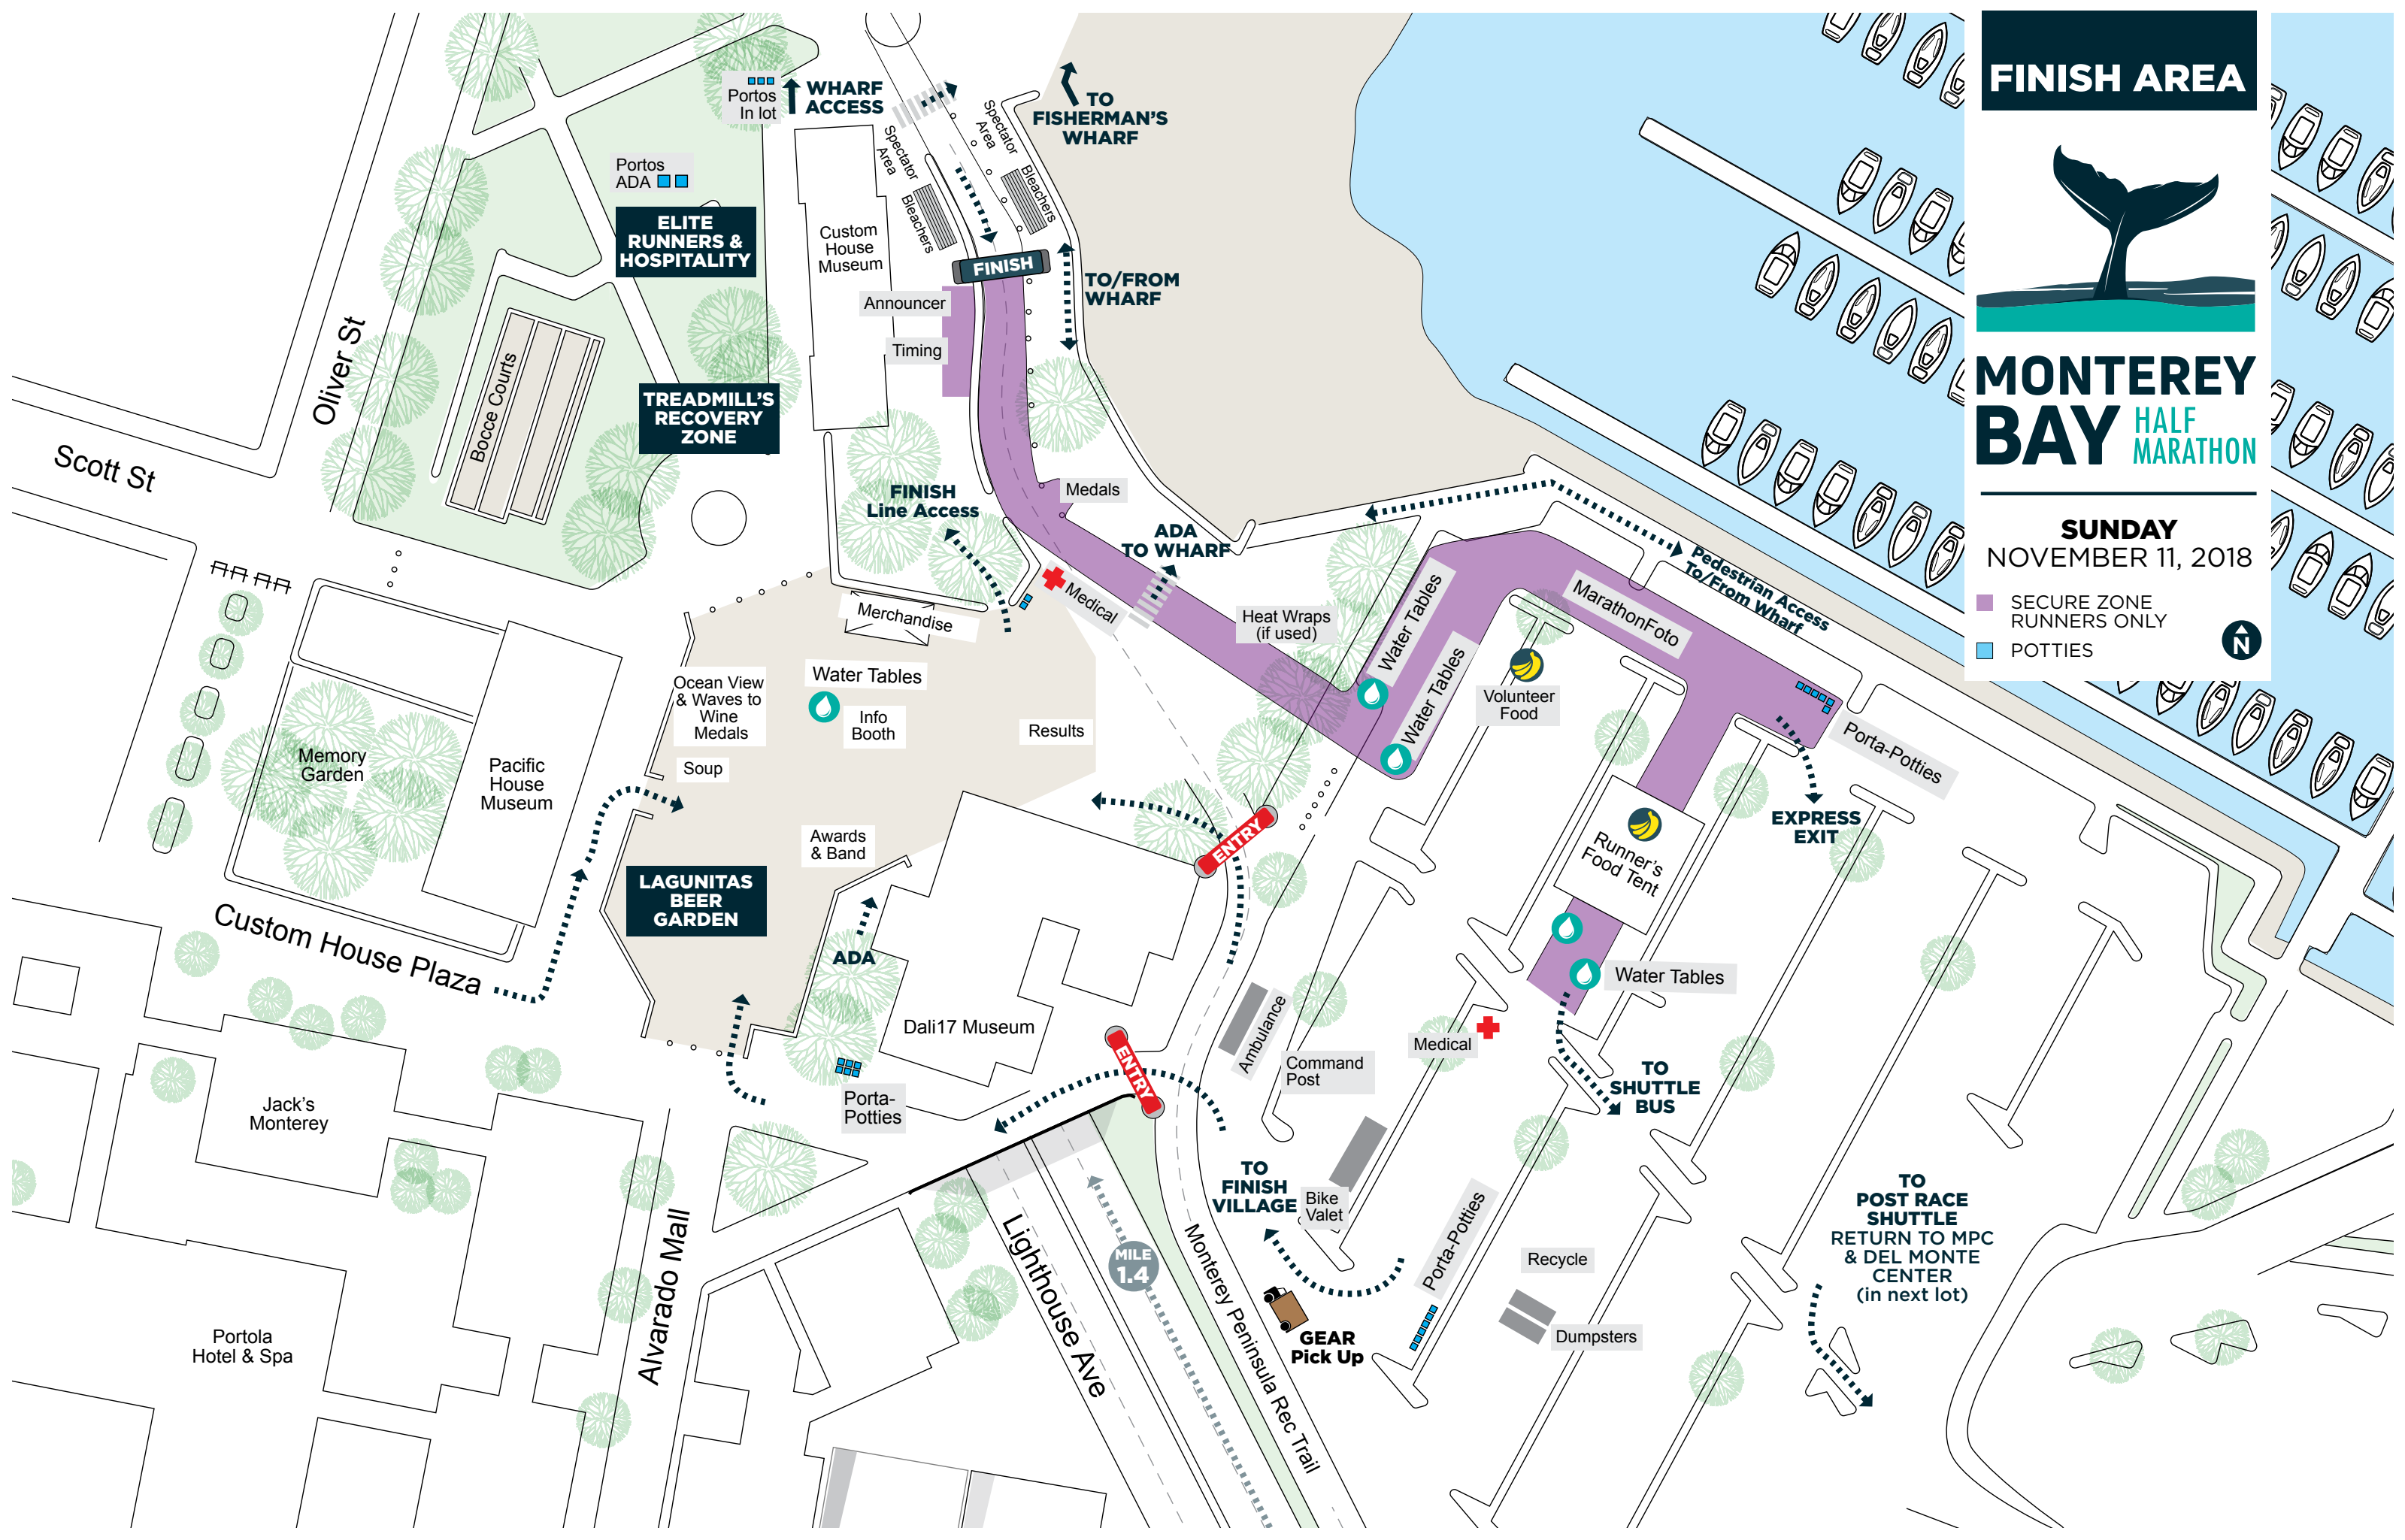 FINISH AREA
MONTEREY
BAY HALF
MARATHON
SUNDAY
NOVEMBER 11, 2018
SECURE ZONE
RUNNERS ONLY
POTTIES
N
Portos
In lot
WHARF
ACCESS
TO
FISHERMAN'S
WHARF
Spectator
Area
Spectator
Area
Bleachers
Bleachers
Portos
ADA
ELITE
RUNNERS &
HOSPITALITY
Custom
House
Museum
FINISH
Announcer
TO/FROM
WHARF
Timing
Oliver St
Bocce Courts
TREADMILL'S
RECOVERY
ZONE
Scott St
FINISH
Line Access
Medals
ADA
TO WHARF
Pedestrian Access
To/From Wharf
Medical
Merchandise
Heat Wraps
(if used)
Water Tables
Water Tables
MarathonFoto
Volunteer
Food
Porta-Potties
Ocean View
& Waves to
Wine
Medals
Water Tables
Info
Booth
Results
Soup
Memory
Garden
Pacific
House
Museum
Awards
& Band
ENTRY
EXPRESS
EXIT
Runner's
Food Tent
LAGUNITAS
BEER
GARDEN
Custom House Plaza
ADA
Water Tables
Dali17 Museum
Ambulance
Medical
Command
Post
ENTRY
TO
SHUTTLE
BUS
Porta-
Potties
Jack's
Monterey
TO
FINISH
VILLAGE
Bike
Valet
Porta-Potties
TO
POST RACE
SHUTTLE
RETURN TO MPC
& DEL MONTE
CENTER
(in next lot)
MILE
1.4
Recycle
Dumpsters
GEAR
Pick Up
Portola
Hotel & Spa
Alvarado Mall
Lighthouse Ave
Monterey Peninsula Rec Trail